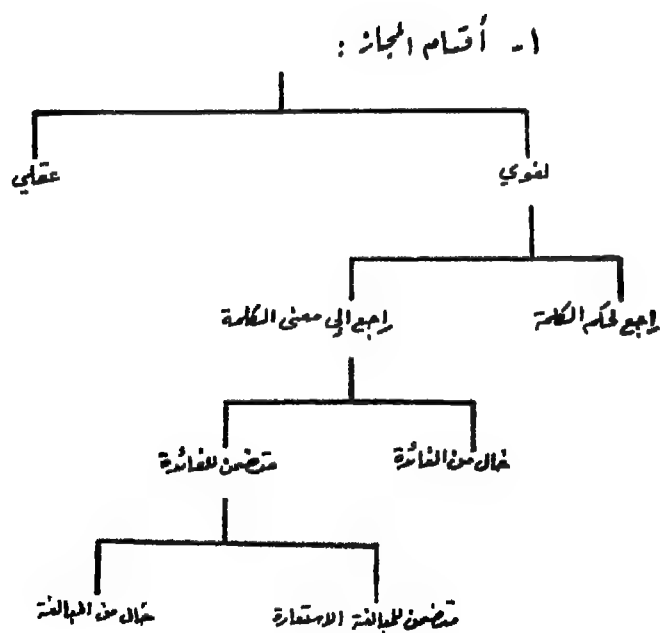 ١- أقسام المجاز :
لغوي
عقلي
راجع لحكم الكلمة
راجع إلى معنى الكلمة
خال من الفائدة
متضمن للفائدة
متضمن للمبالغة الاستعارة
خال من المبالغة